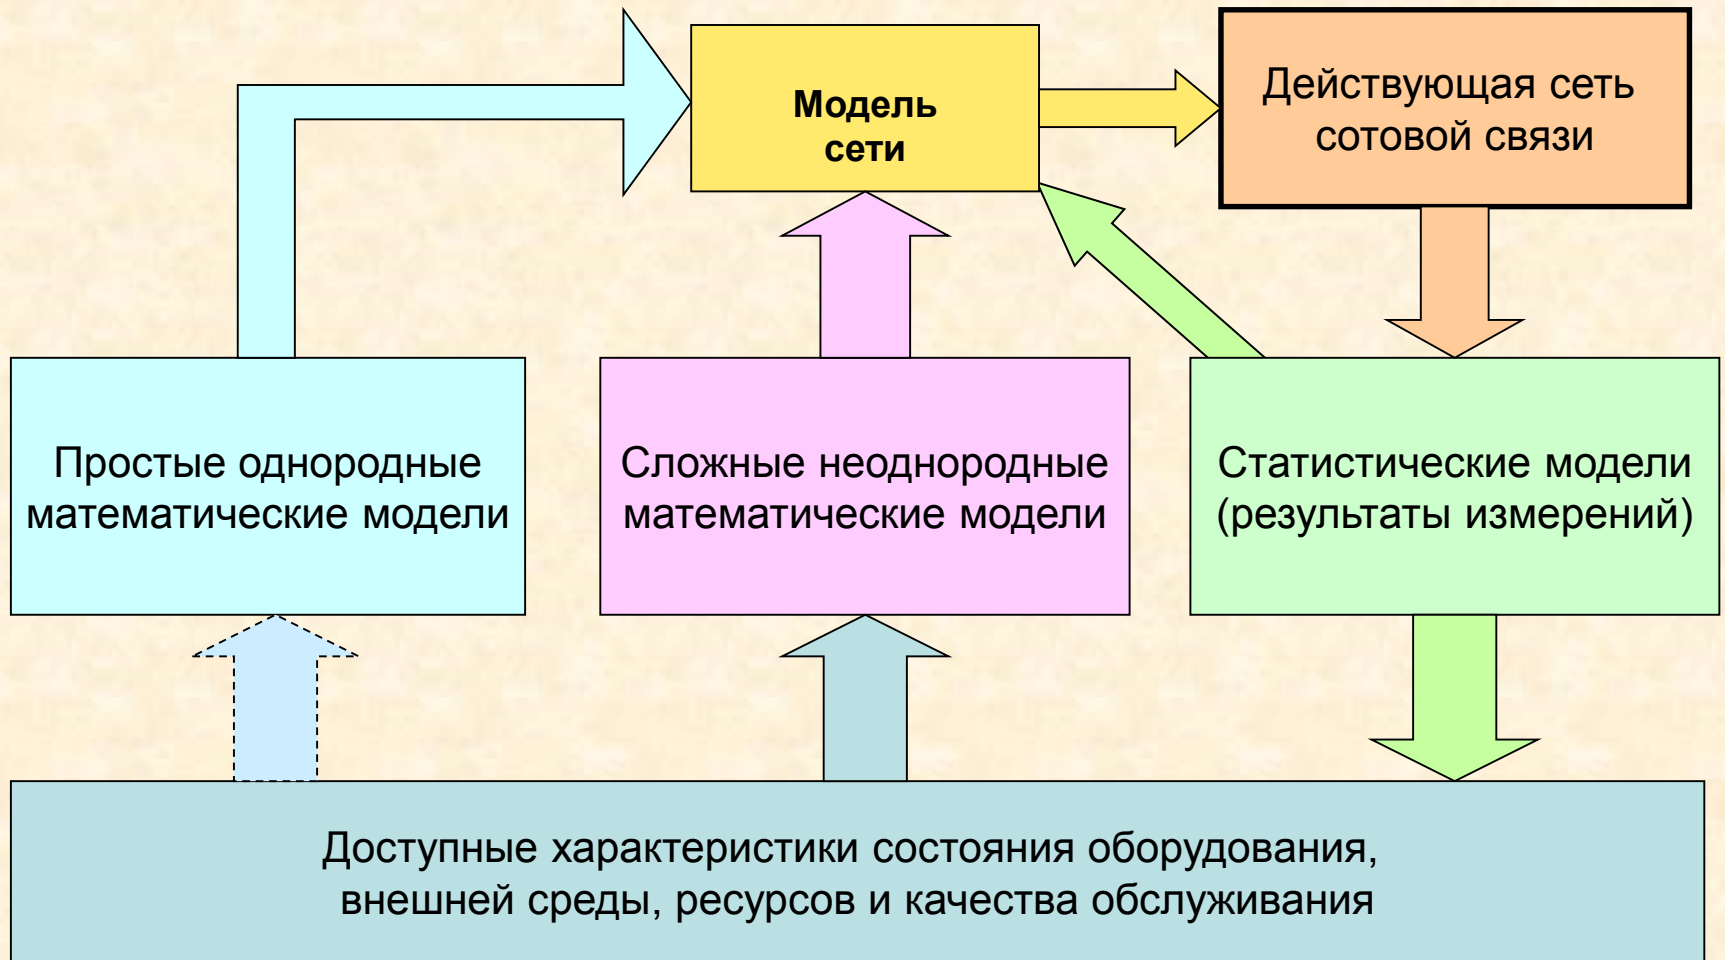 Модель
сети
Действующая сеть
сотовой связи
Простые однородные
математические модели
Сложные неоднородные
математические модели
Статистические модели
(результаты измерений)
Доступные характеристики состояния оборудования,
внешней среды, ресурсов и качества обслуживания